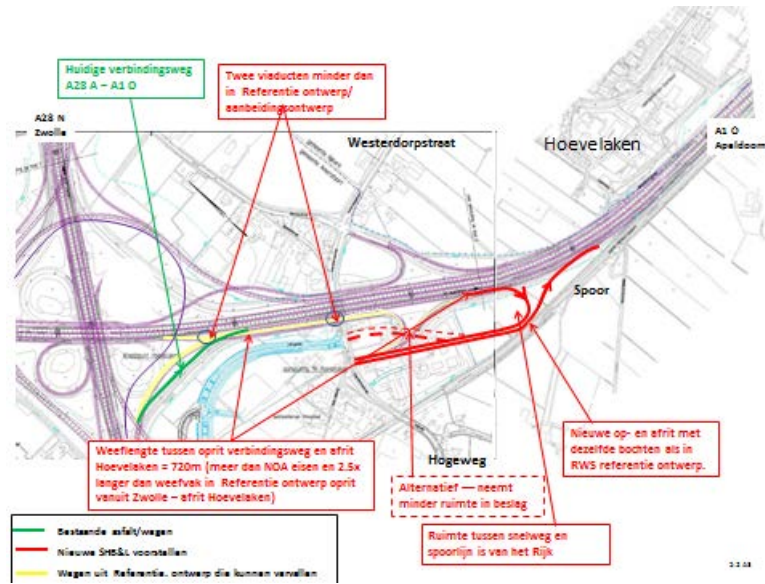 Huidige verbindingsweg
A28 A – A1 O
Twee viaducten minder dan
in Referentie ontwerp/
aanbeidingsontwerp
A28 N
Zwolle
Westerdorpstraat
Hoevelaken
A1 O
Apeldoorn
Spoor
Weeflengte tussen oprit verbindingsweg en afrit
Hoevelaken = 720m (meer dan NOA eisen en 2.5x
langer dan weefvak in Referentie ontwerp oprit
vanuit Zwolle – afrit Hoevelaken)
Hogeweg
Alternatief — neemt
minder ruimte in
beslag
Nieuwe op- en afrit met
dezelfde bochten als in
RWS referentie ontwerp.
Ruimte tussen snelweg en
spoorlijn is van het Rijk
Bestaande asfalt/wegen
Nieuwe SHB&L voorstellen
Wegen uit Referentie. ontwerp die kunnen vervallen